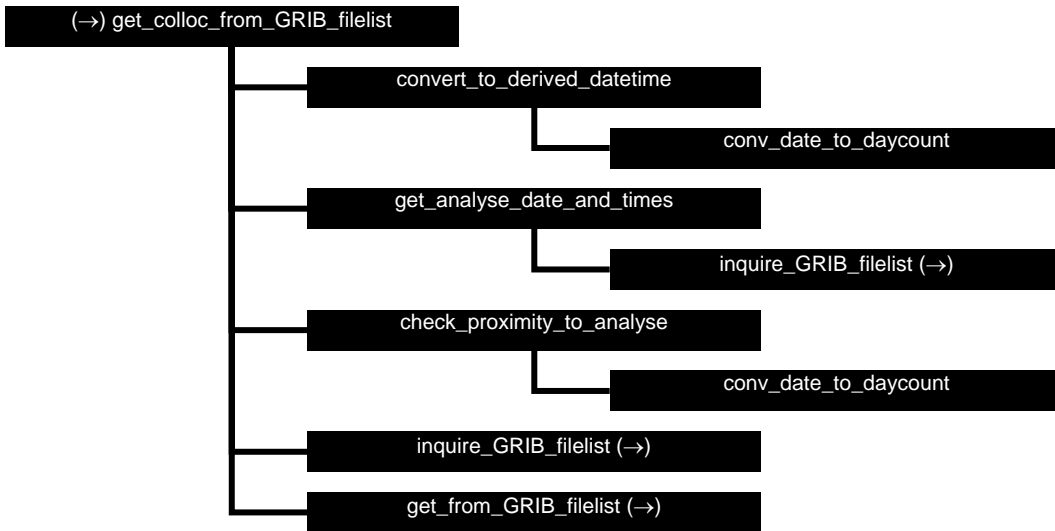 (→) get_colloc_from_GRIB_filelist
convert_to_derived_datetime
conv_date_to_daycount
get_analyse_date_and_times
inquire_GRIB_filelist (→)
check_proximity_to_analyse
conv_date_to_daycount
inquire_GRIB_filelist (→)
get_from_GRIB_filelist (→)